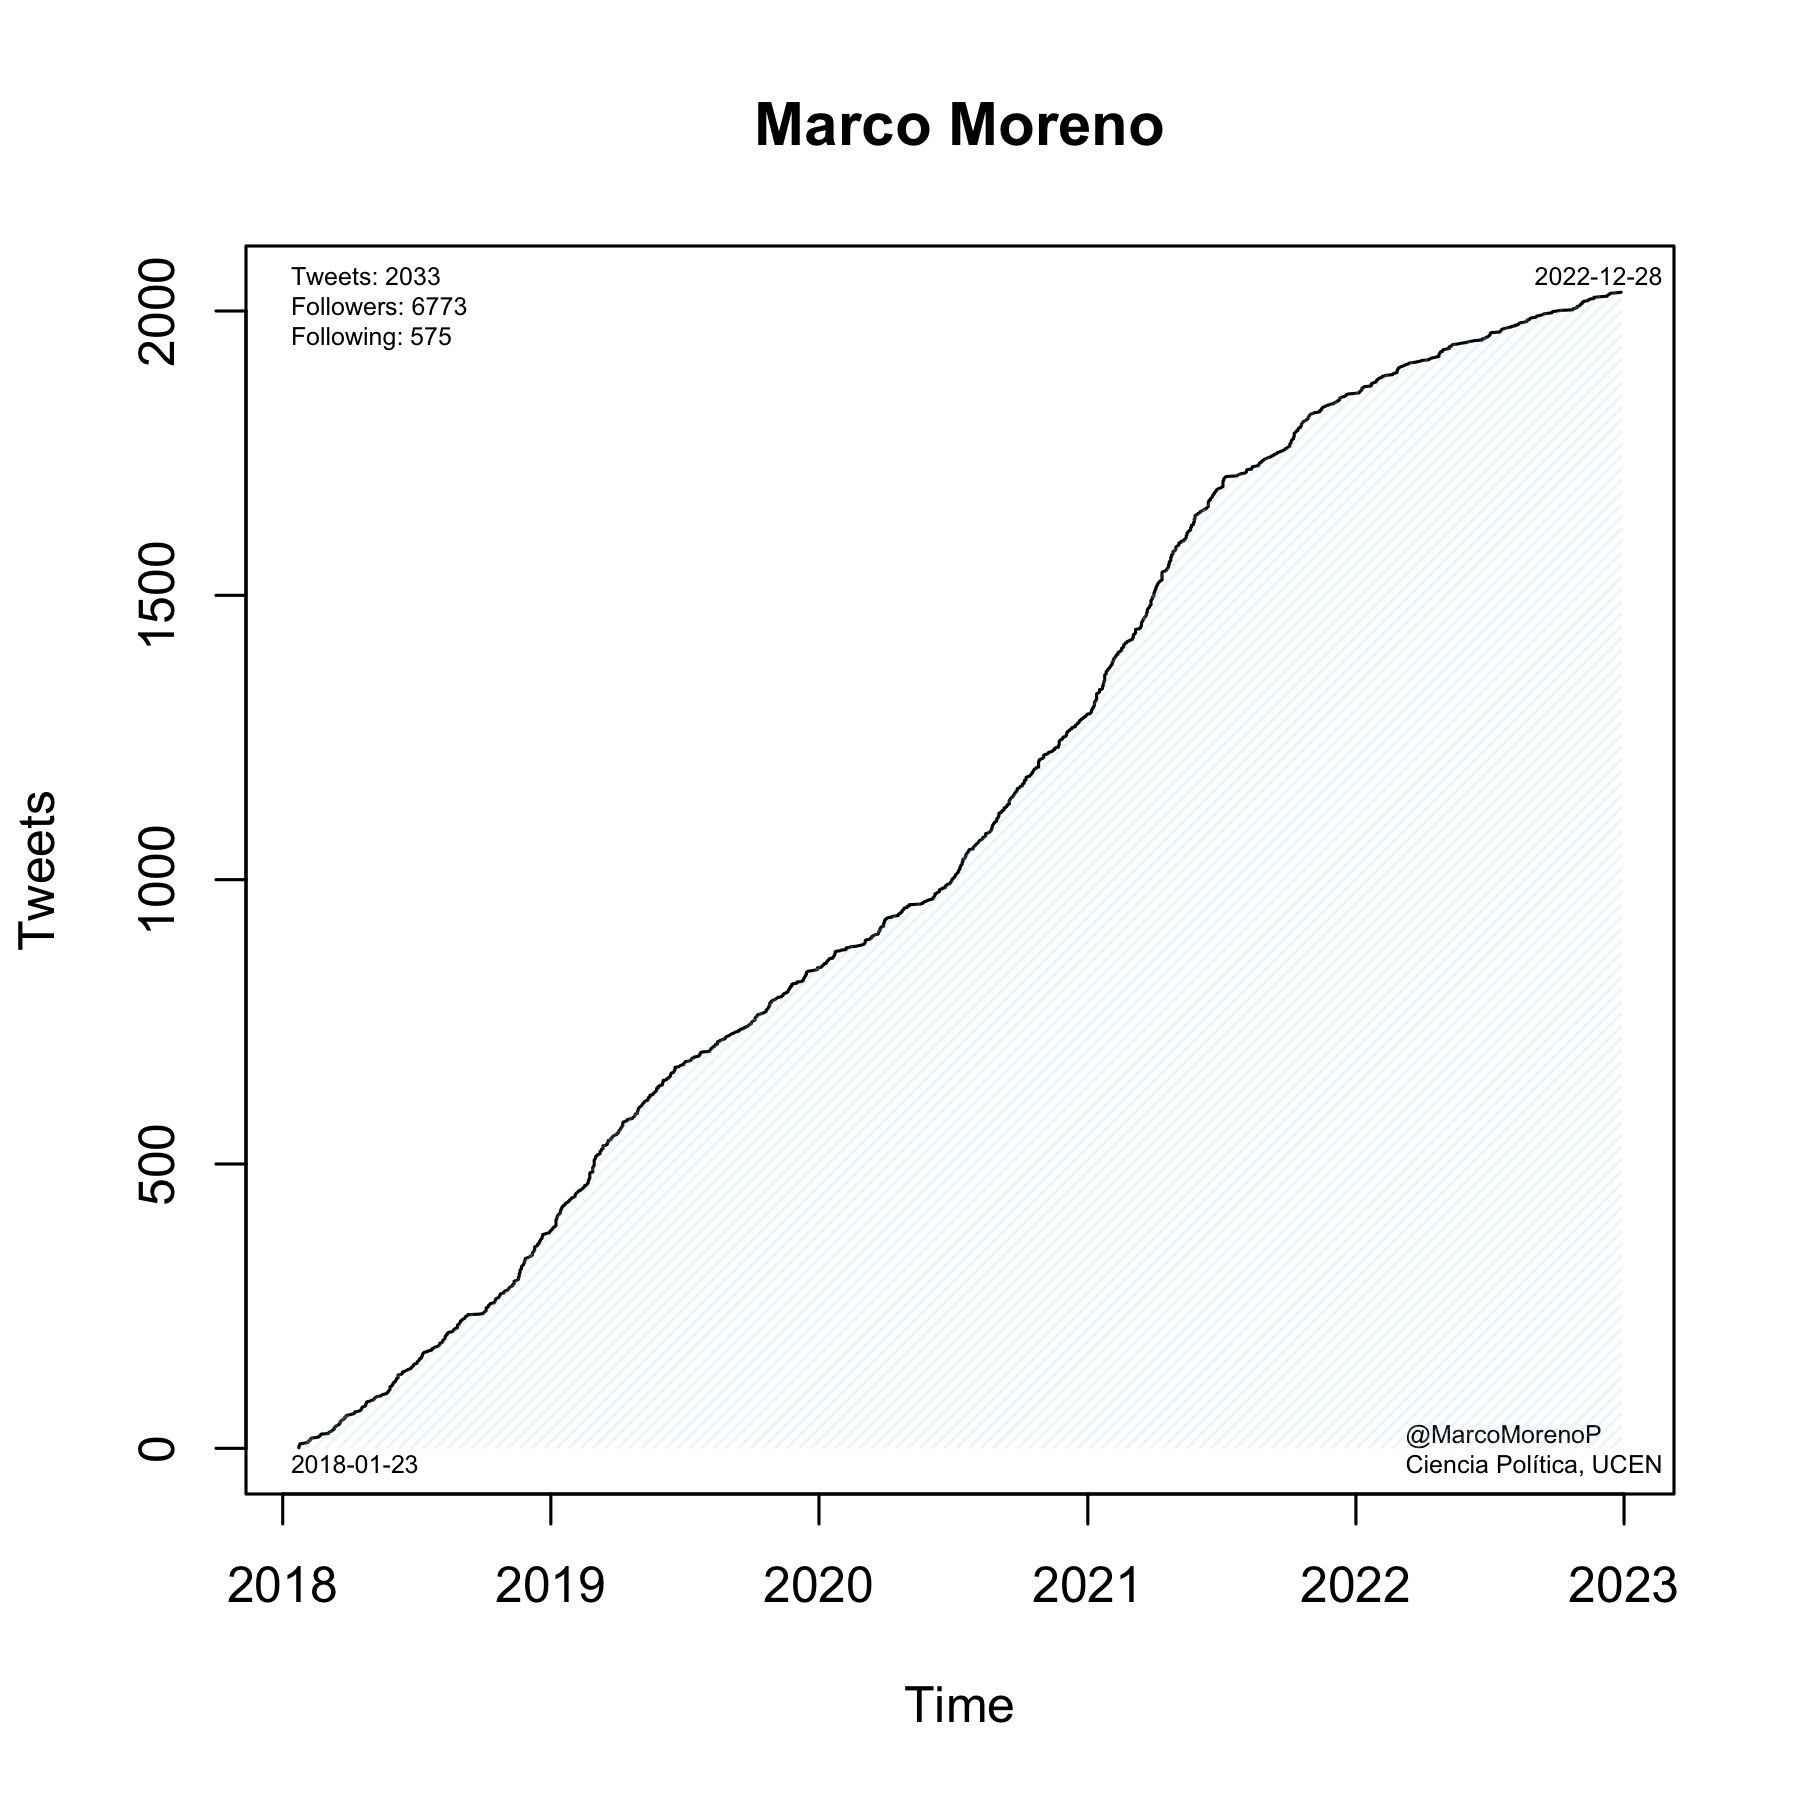 Marco Moreno
Tweets: 2033
Followers: 6773
Following: 575
2022-12-28
2000
1500
1000
500
0
Tweets
@MarcoMorenoP
Ciencia Política, UCEN
2018-01-23
2018 2019 2020 2021 2022 2023
Time